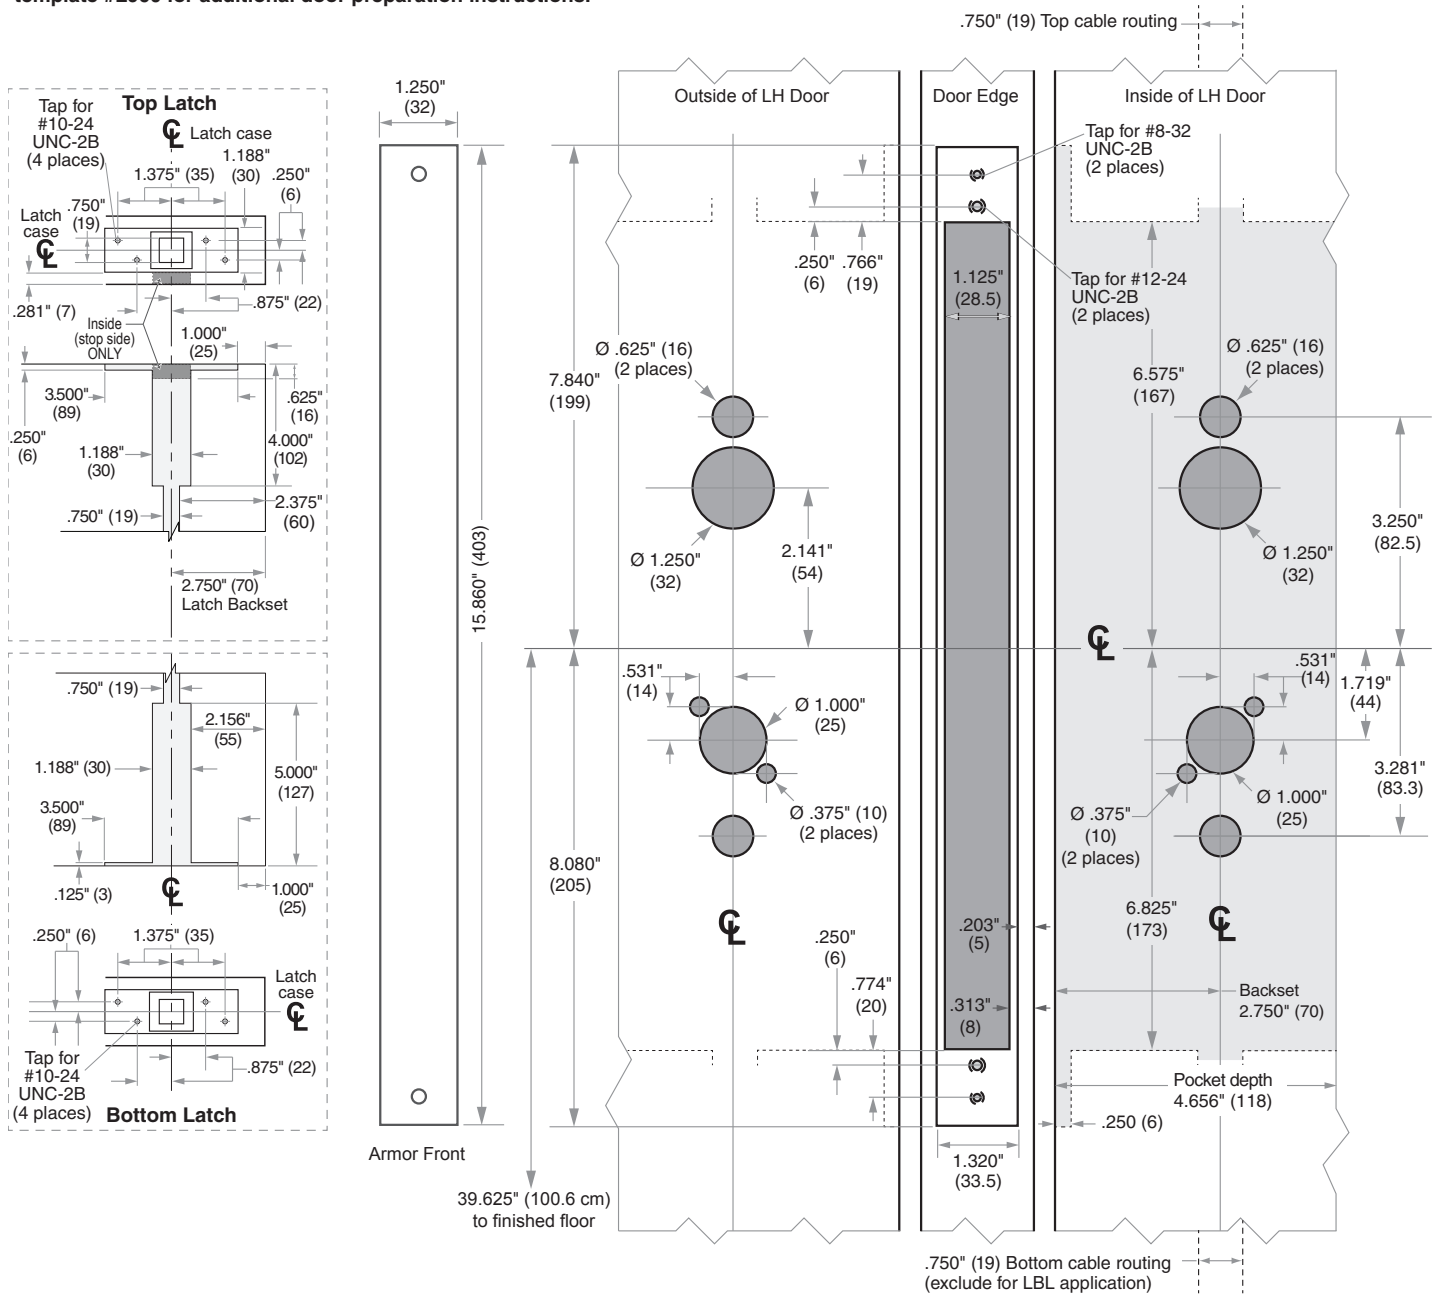 template #2960 for additional door preparation instructions.
.750" (19) Top cable routing
Top Latch
Tap for
#10-24
UNC-2B
(4 places)
℄ Latch case
1.188"
(30)
1.375" (35)
.250"
(6)
.750"
(19)
Latch
case
℄
.281" (7)
.875" (22)
Inside
(stop side)
ONLY
1.000"
(25)
3.500"
(89)
.625"
(16)
.250"
(6)
1.188"
(30)
4.000"
(102)
.750" (19)
2.375"
(60)
2.750" (70)
Latch Backset
.750" (19)
2.156"
(55)
1.188" (30)
5.000"
(127)
3.500"
(89)
.125" (3)
℄
1.000"
(25)
.250" (6)
1.375" (35)
Latch
case
℄
Tap for
#10-24
UNC-2B
(4 places)
.875" (22)
Bottom Latch
1.250"
(32)
15.860" (403)
Armor Front
39.625" (100.6 cm)
to finished floor
Outside of LH Door
7.840"
(199)
Ø .625" (16)
(2 places)
.250"
(6)
.766"
(19)
Ø 1.250"
(32)
2.141"
(54)
.531"
(14)
Ø 1.000"
(25)
Ø .375" (10)
(2 places)
8.080"
(205)
℄
.250"
(6)
.774"
(20)
Door Edge
1.125"
(28.5)
.203"
(5)
.313"
(8)
1.320"
(33.5)
Inside of LH Door
Tap for #8-32
UNC-2B
(2 places)
Tap for #12-24
UNC-2B
(2 places)
Ø .625" (16)
(2 places)
6.575"
(167)
3.250"
(82.5)
Ø 1.250"
(32)
℄
.531"
(14)
1.719"
(44)
3.281"
(83.3)
Ø .375"
(10)
(2 places)
Ø 1.000"
(25)
6.825"
(173)
℄
Backset
2.750" (70)
Pocket depth
4.656" (118)
.250 (6)
.750" (19) Bottom cable routing
(exclude for LBL application)